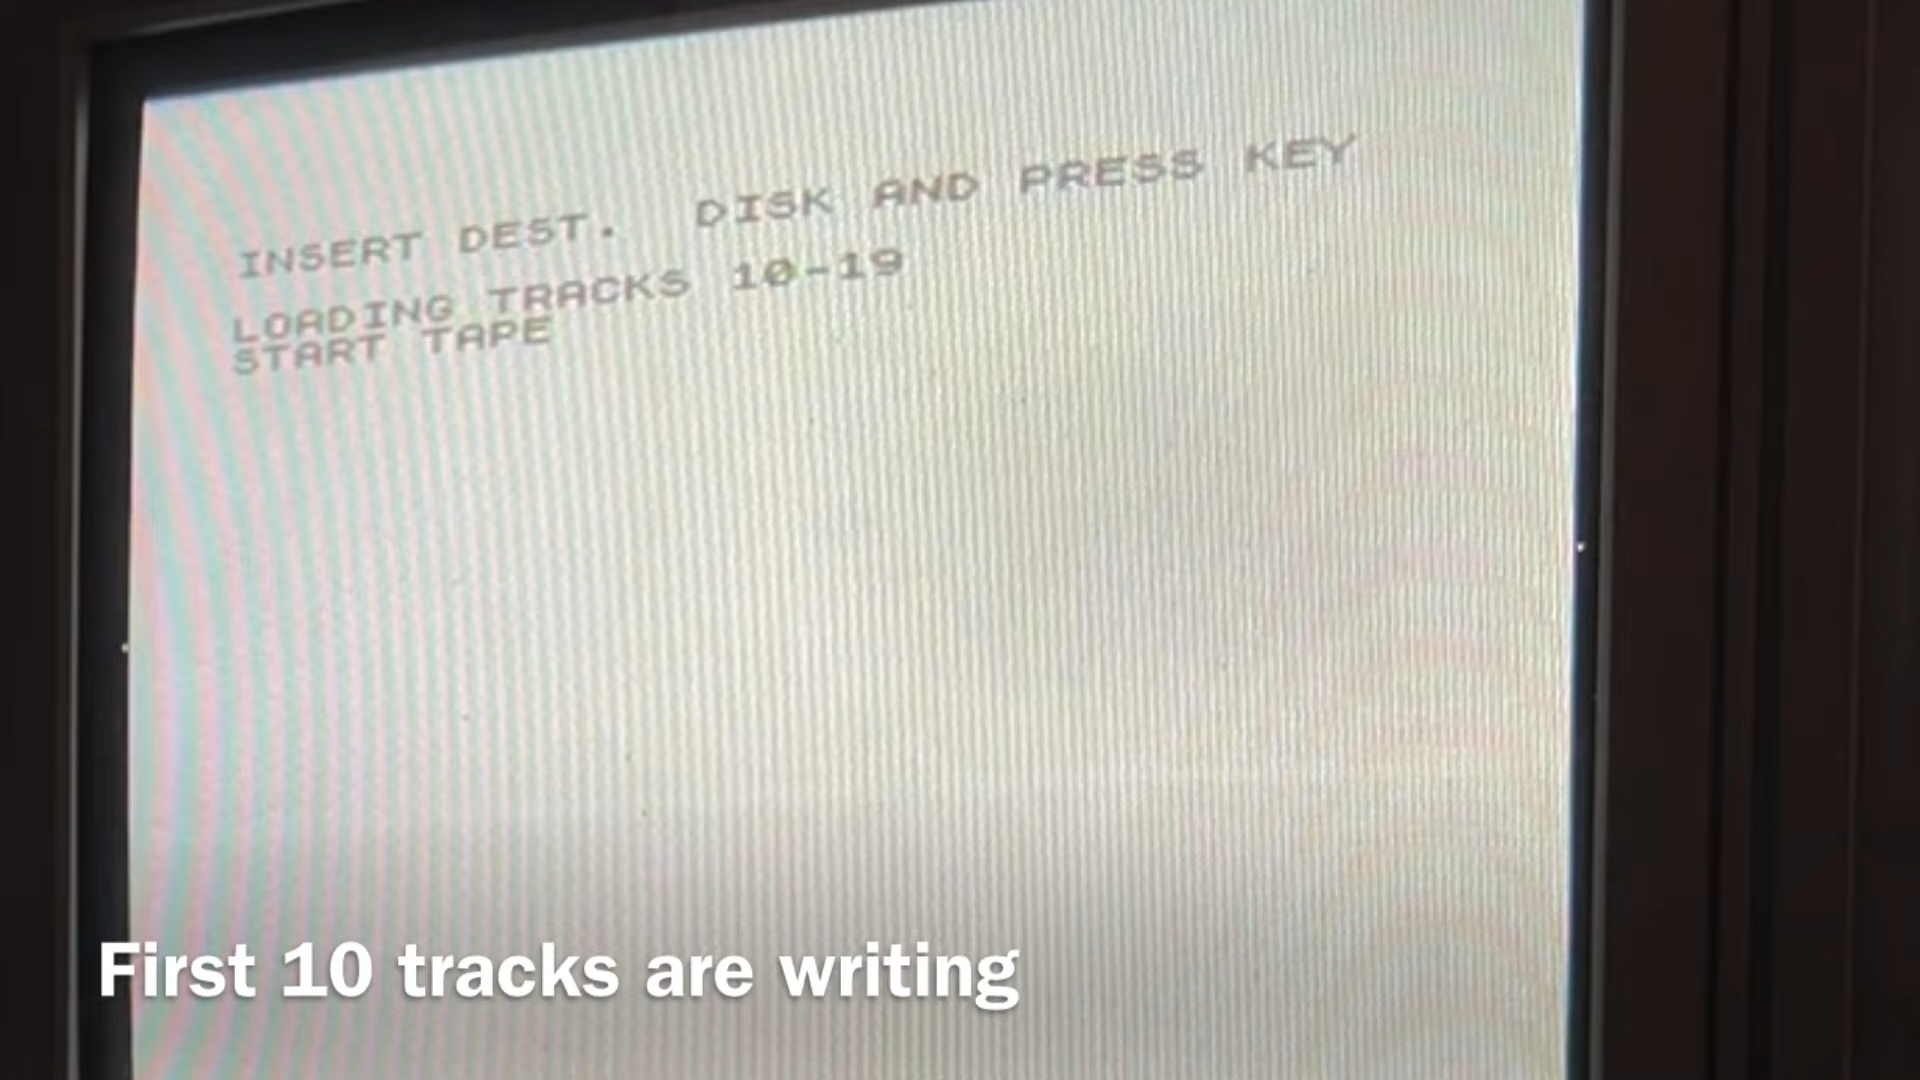 INSERT DEST.  DISK AND PRESS KEY
LOADING TRACKS 10-19
START TAPE
First 10 tracks are writing